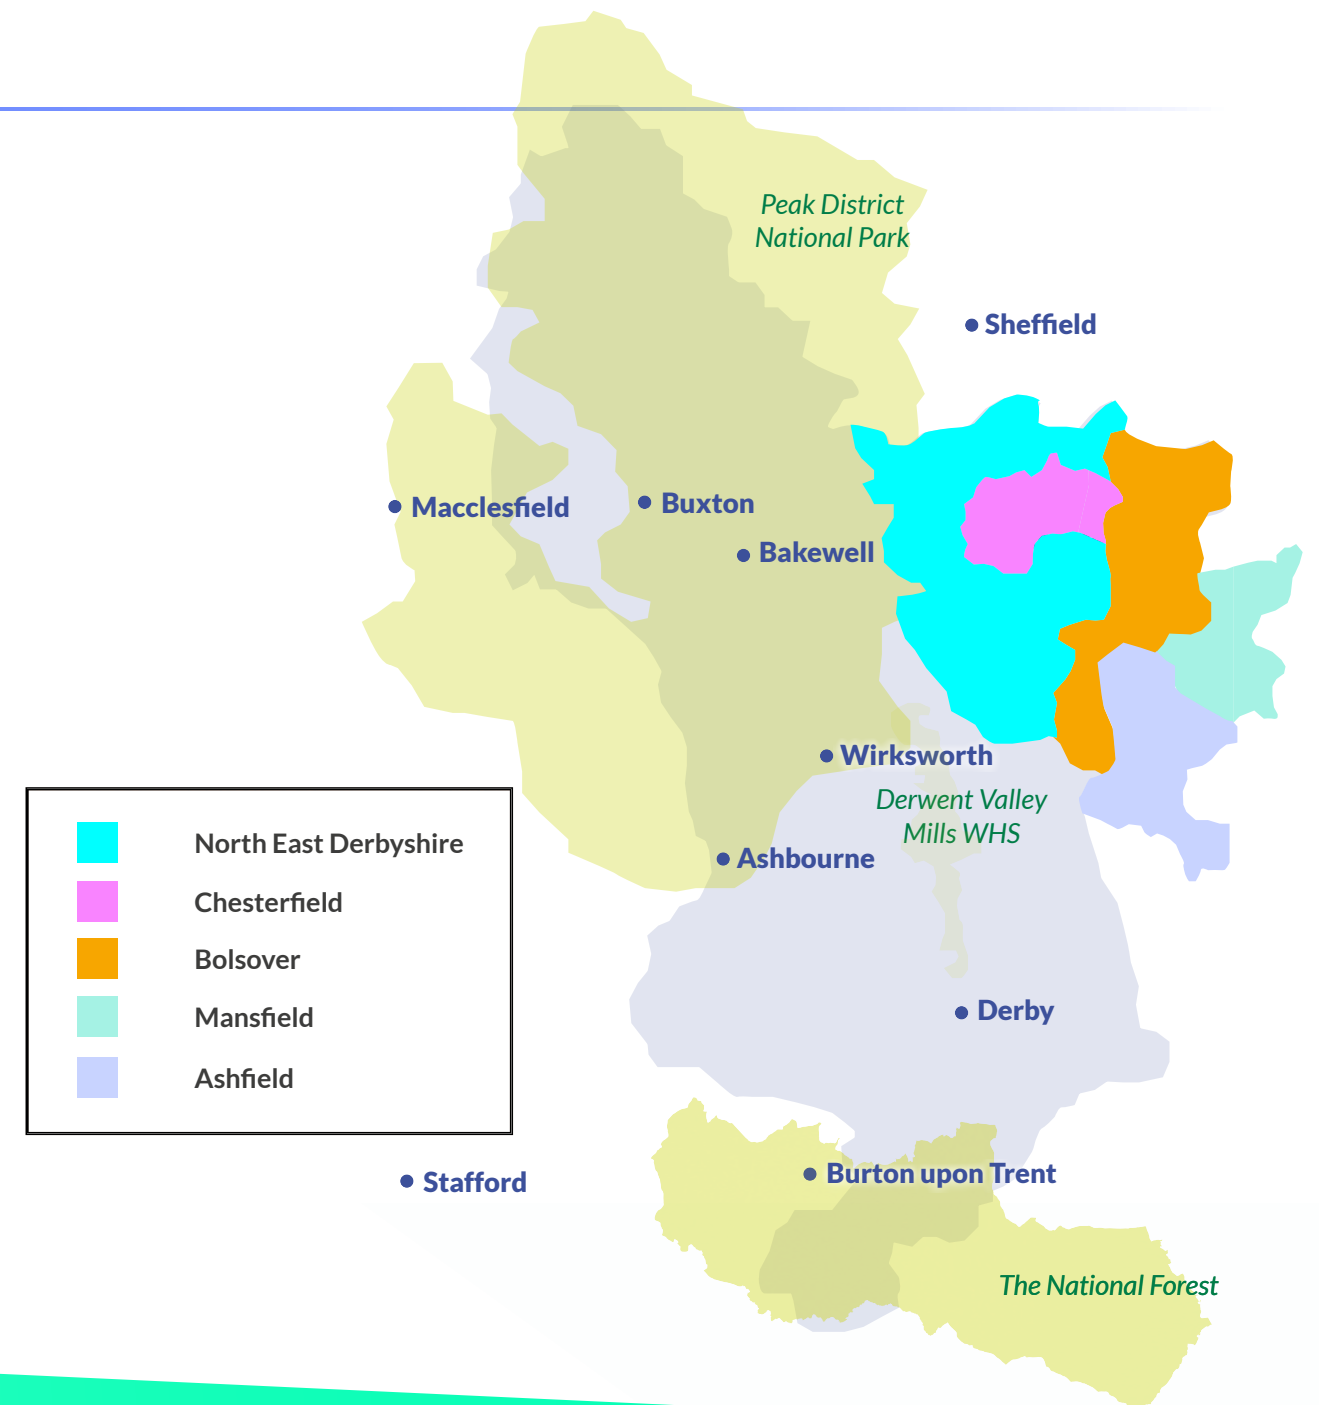 Peak District
National Park
Sheffield
Macclesfield
Buxton
Bakewell
Wirksworth
Derwent Valley
Mills WHS
Ashbourne
North East Derbyshire
Chesterfield
Bolsover
Mansfield
Ashfield
Derby
Stafford
Burton upon Trent
The National Forest